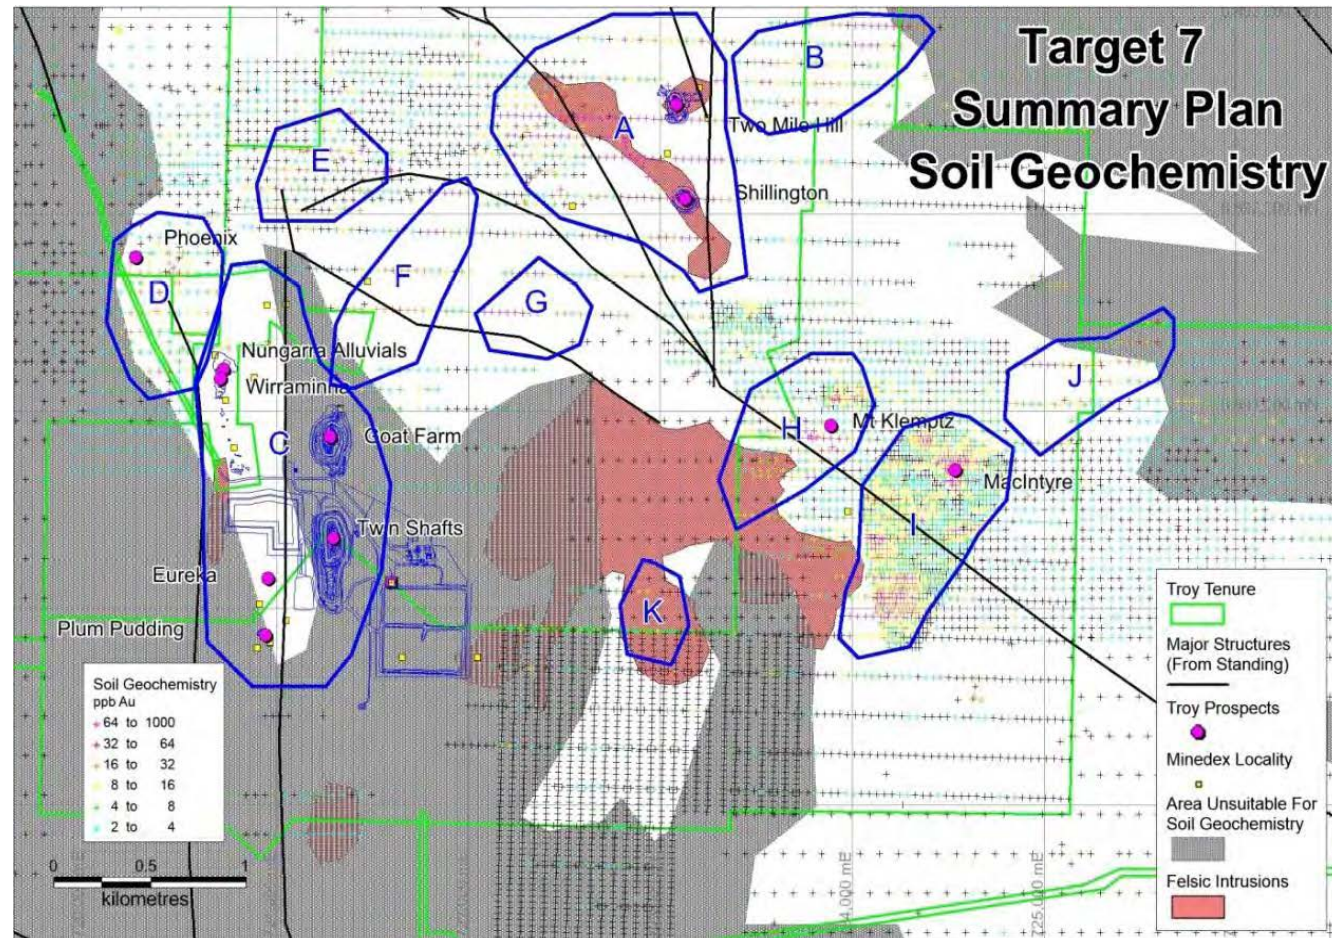 Target 7
Summary Plan
Soil Geochemistry
B
A
Two Mile Hill
E
Shillington
Phoenix
D
F
G
Nungarra Alluvials
Wirraminna
J
C
Goat Farm
H
Mt Klemptz
MacIntyre
I
Twin Shafts
Eureka
K
Plum Pudding
Soil Geochemistry
ppb Au
64 to 1000
32 to 64
16 to 32
8 to 16
4 to 8
2 to 4
0 0.5 1
kilometres
725,000 mE
Troy Tenure
Major Structures
(From Standing)
Troy Prospects
Minedex Locality
Area Unsuitable For
Soil Geochemistry
Felsic Intrusions